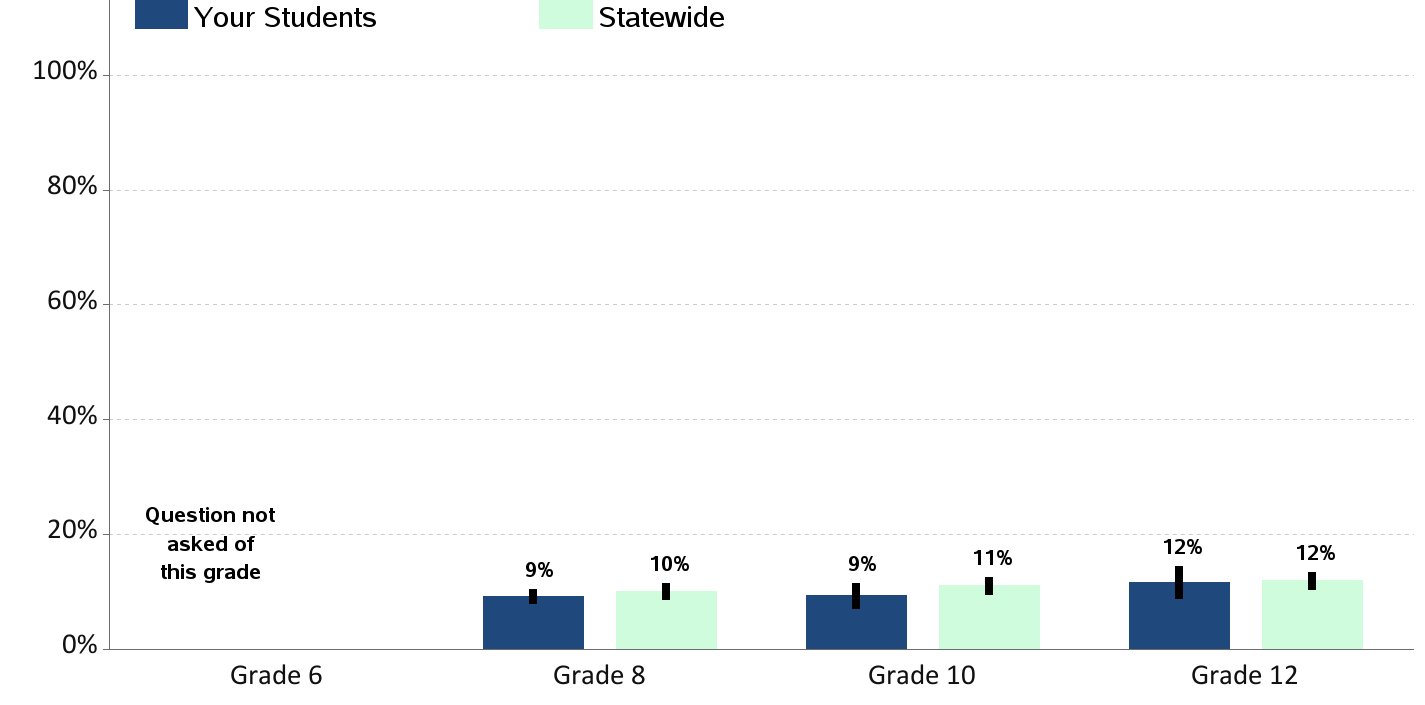 Your Students
Statewide
100%
80%
60%
40%
20%
0%
Question not
asked of
this grade
9%
10%
9%
11%
12%
12%
Grade 6
Grade 8
Grade 10
Grade 12